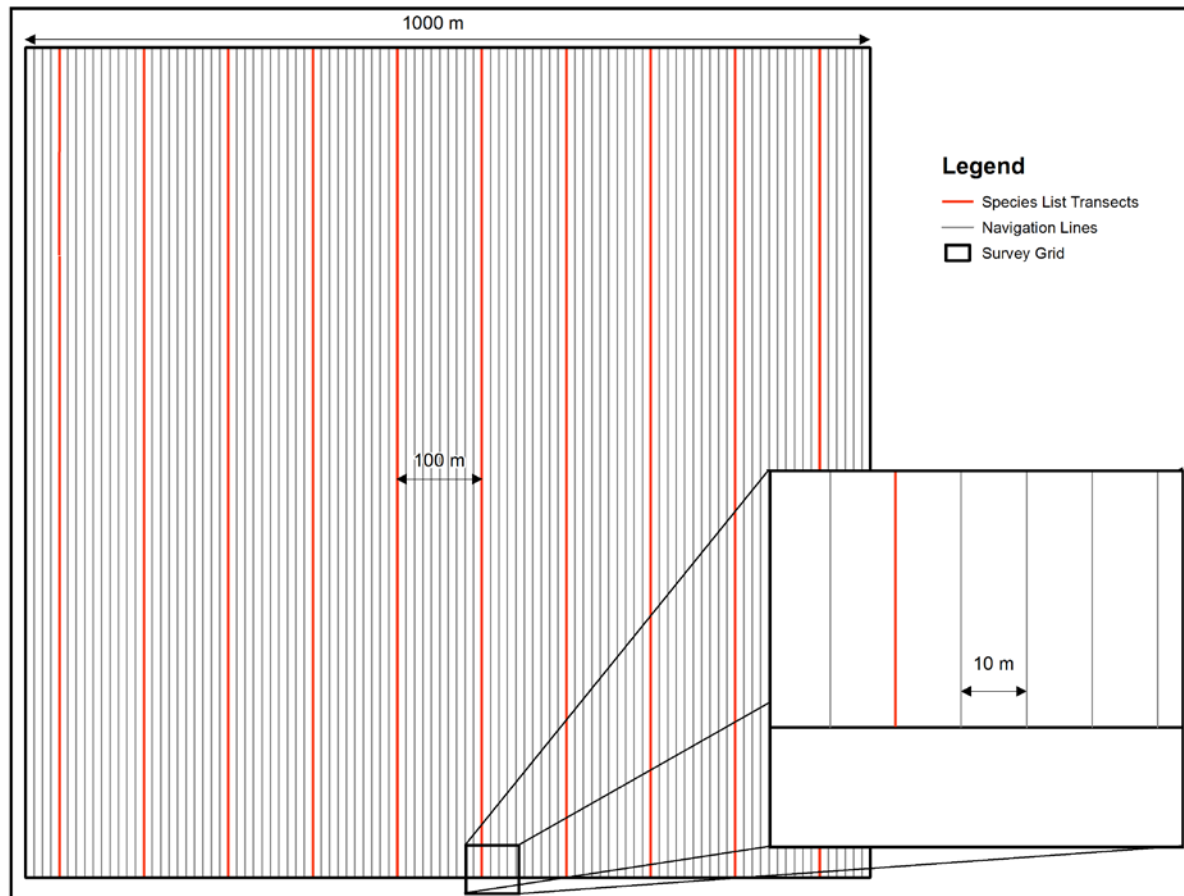 1000 m
Legend
Species List Transects
Navigation Lines
Survey Grid
100 m
10 m